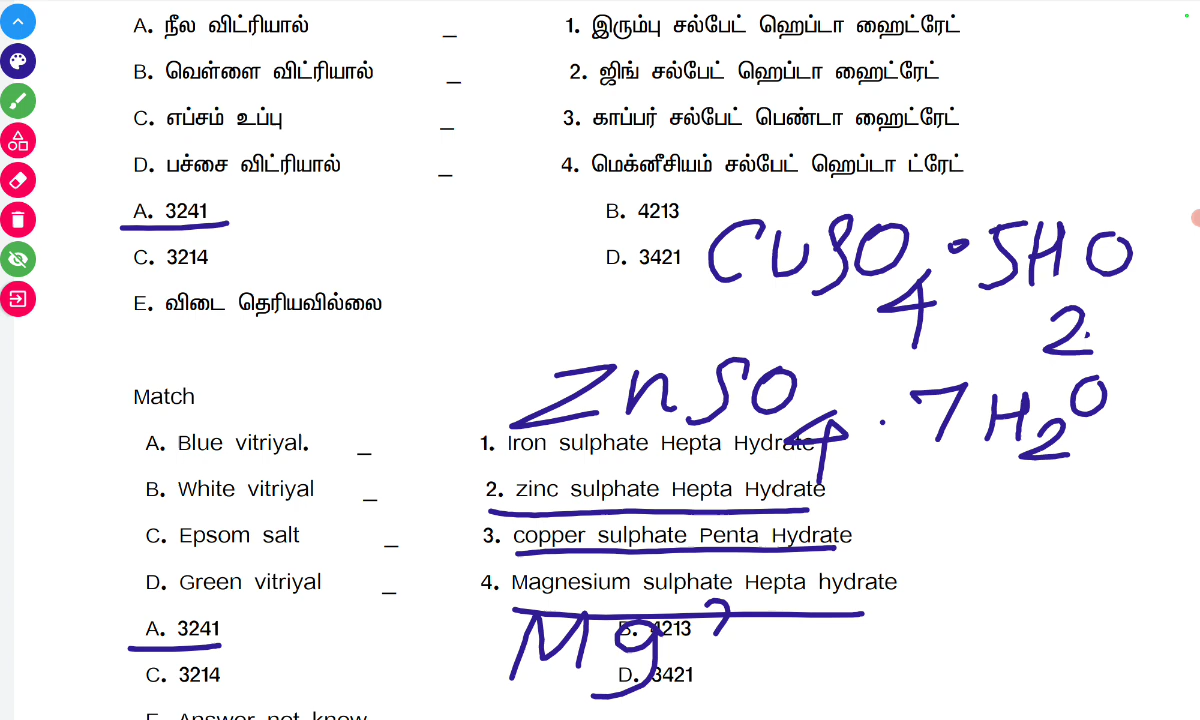 A. நீல விட்ரியால் _ 1. இரும்பு சல்பேட் ஹெப்டா ஹைட்ரேட்
B. வெள்ளை விட்ரியால் _ 2. ஜிங் சல்பேட் ஹெப்டா ஹைட்ரேட்
C. எப்சம் உப்பு _ 3. காப்பர் சல்பேட் பெண்டா ஹைட்ரேட்
D. பச்சை விட்ரியால் _ 4. மெக்னீசியம் சல்பேட் ஹெப்டா ட்ரேட்
A. 3241 B. 4213
C. 3214 D. 3421
CuSO4 · 5H2O
E. விடை தெரியவில்லை
ZnSO4 · 7H2O
Match
A. Blue vitriyal. _ 1. Iron sulphate Hepta Hydrate
B. White vitriyal _ 2. zinc sulphate Hepta Hydrate
C. Epsom salt _ 3. copper sulphate Penta Hydrate
D. Green vitriyal _ 4. Magnesium sulphate Hepta hydrate
A. 3241 B. 4213
Mg
C. 3214 D. 3421
E. Answer not know